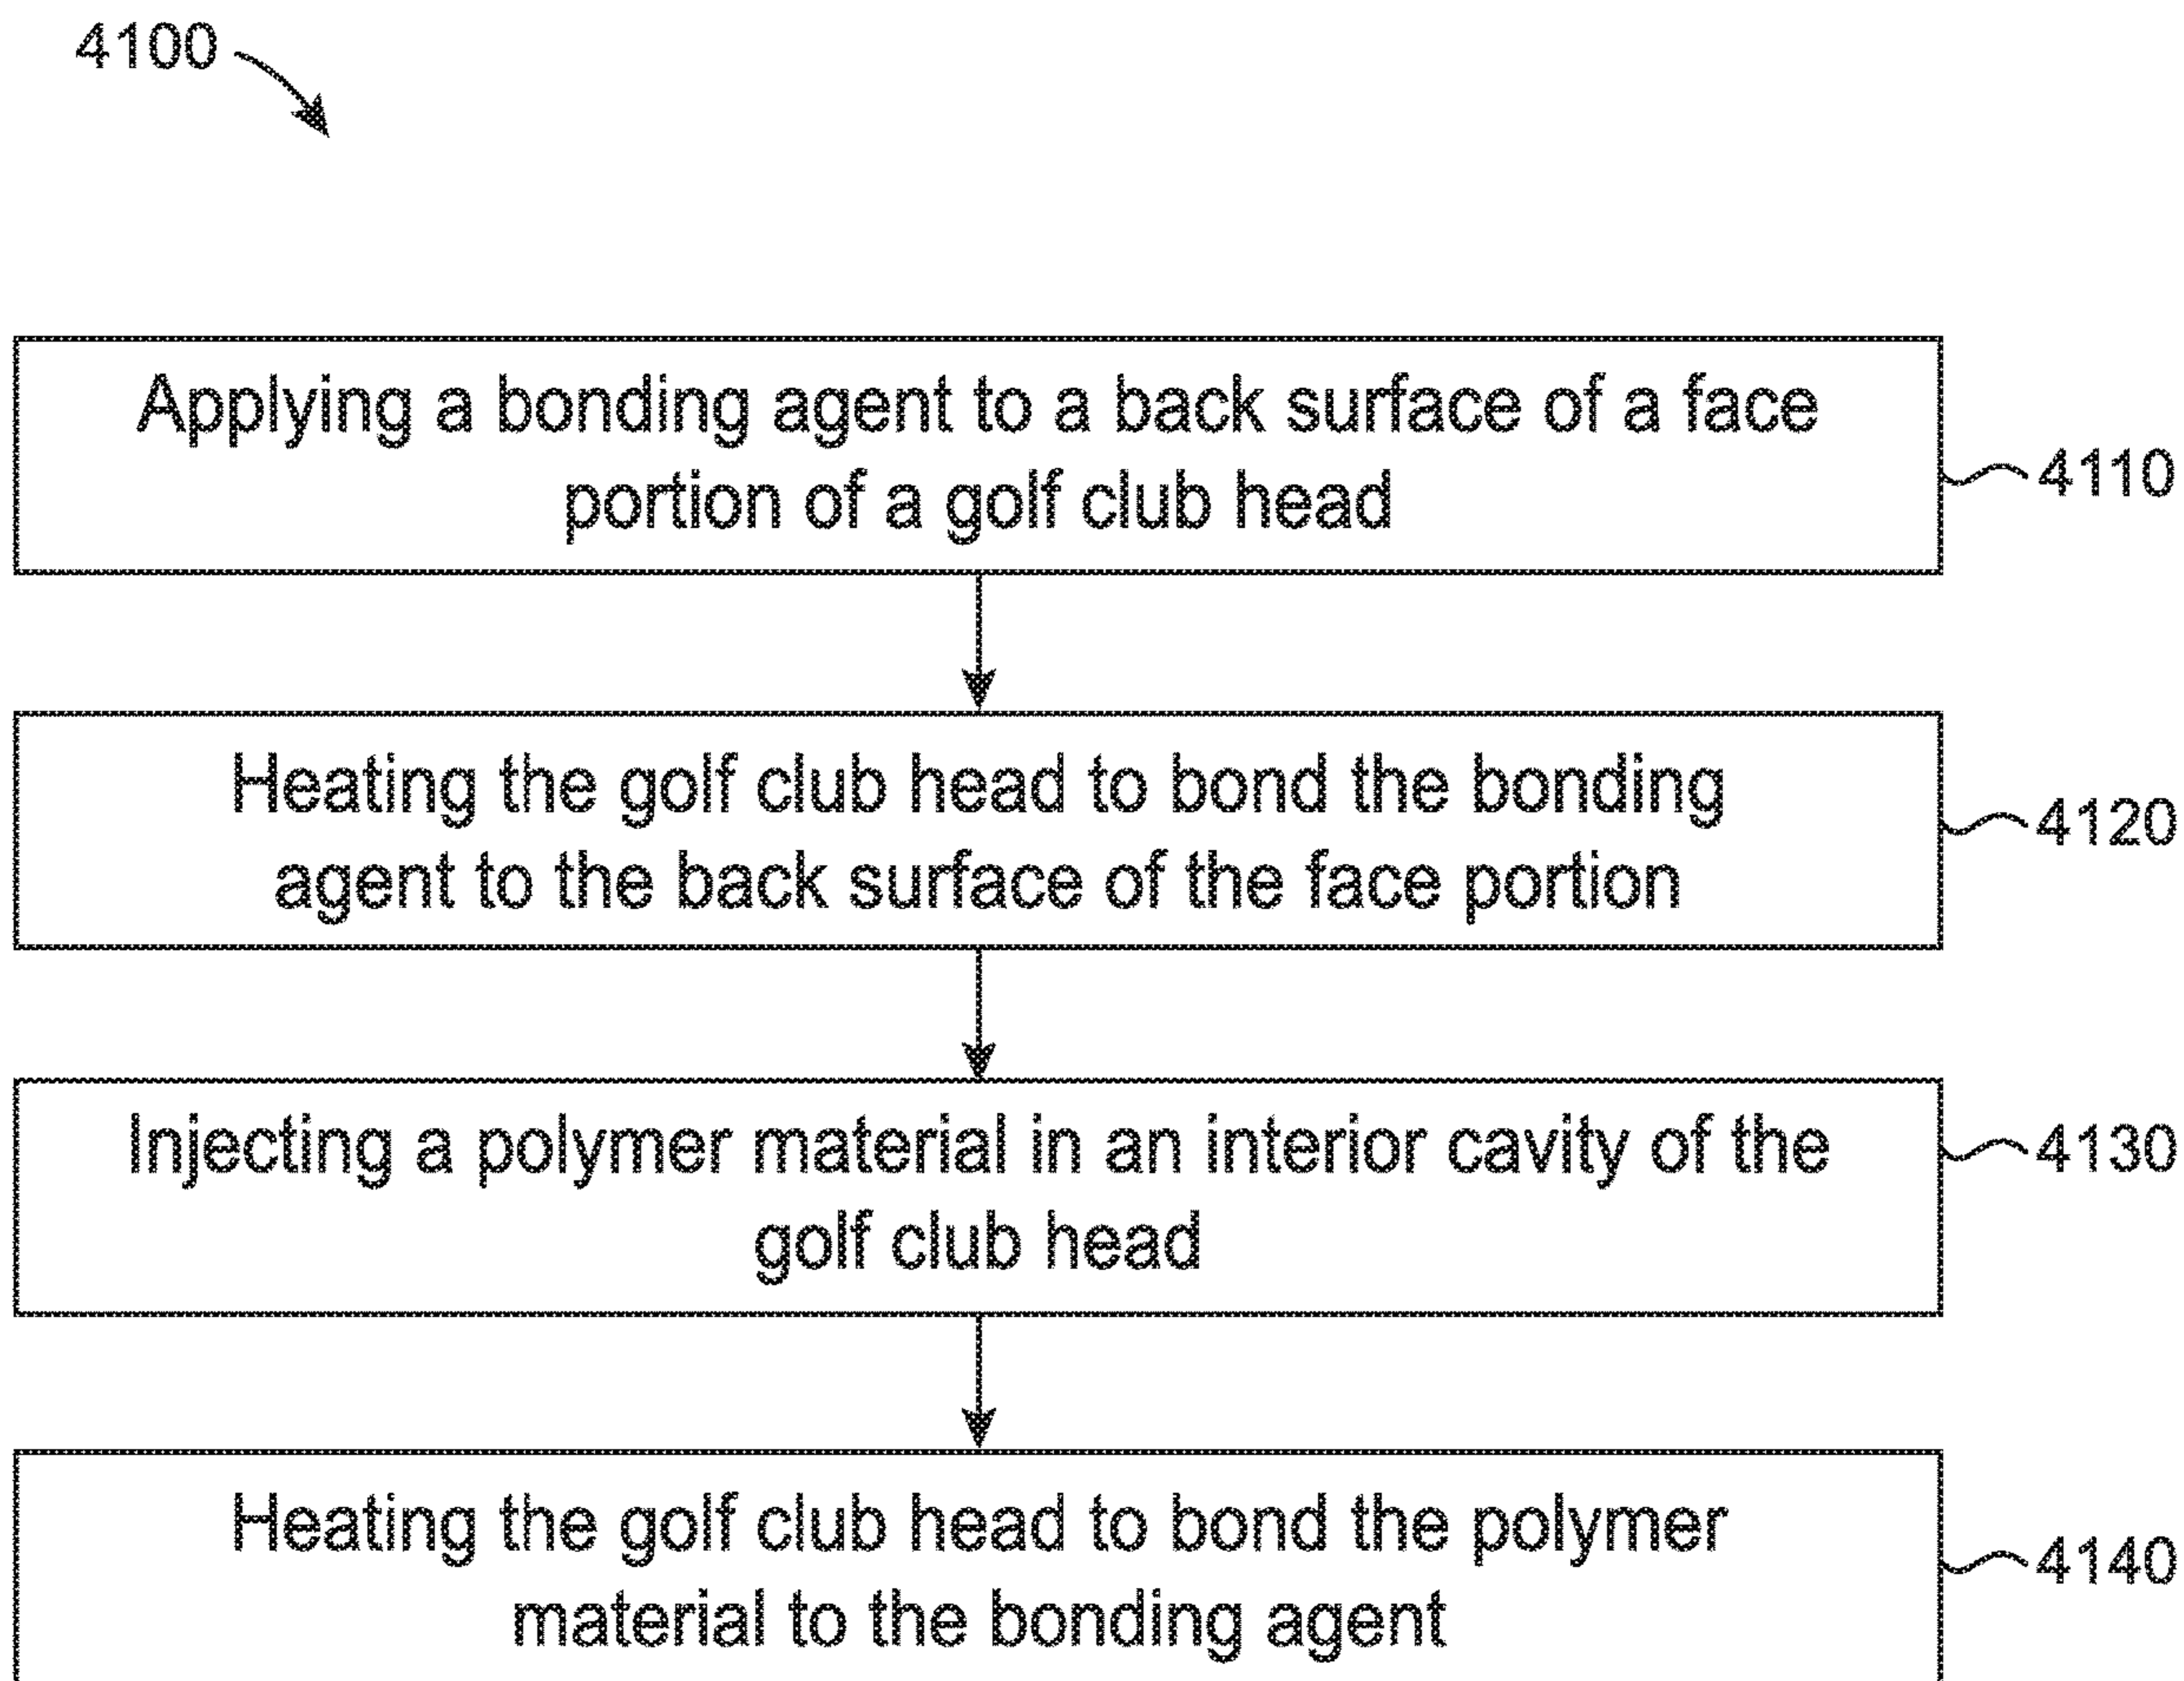 4100
Applying a bonding agent to a back surface of a face
portion of a golf club head
4110
Heating the golf club head to bond the bonding
agent to the back surface of the face portion
4120
Injecting a polymer material in an interior cavity of the
golf club head
4130
Heating the golf club head to bond the polymer
material to the bonding agent
4140